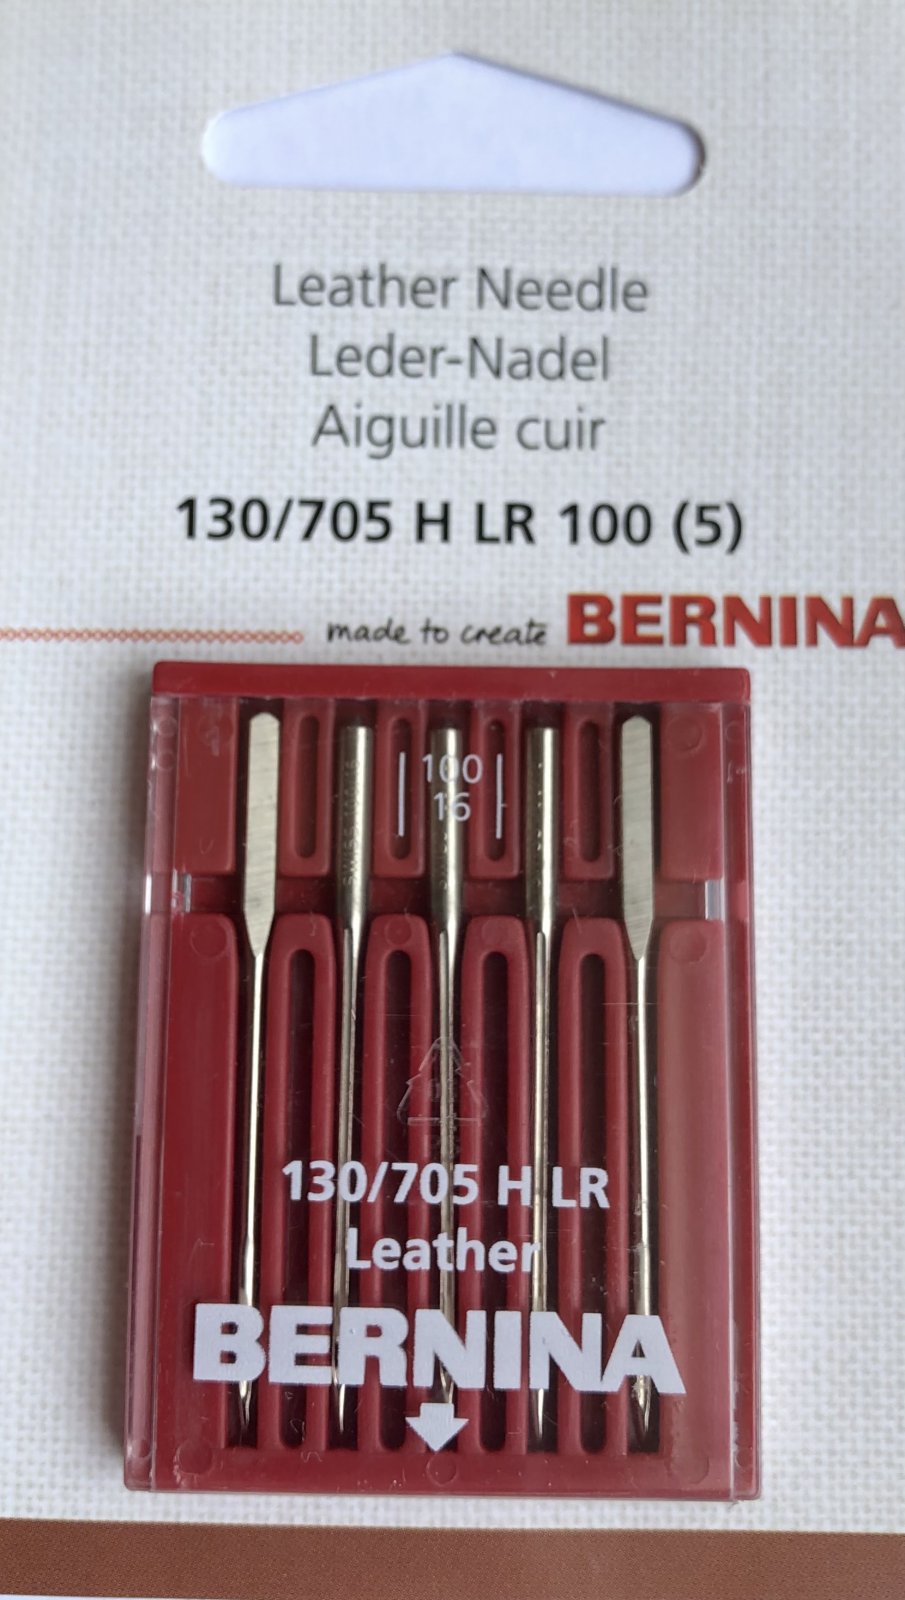 Leather Needle
Leder-Nadel
Aiguille cuir
130/705 H LR 100 (5)
made to create BERNINA
100
16
130/705 H LR
Leather
BERNINA